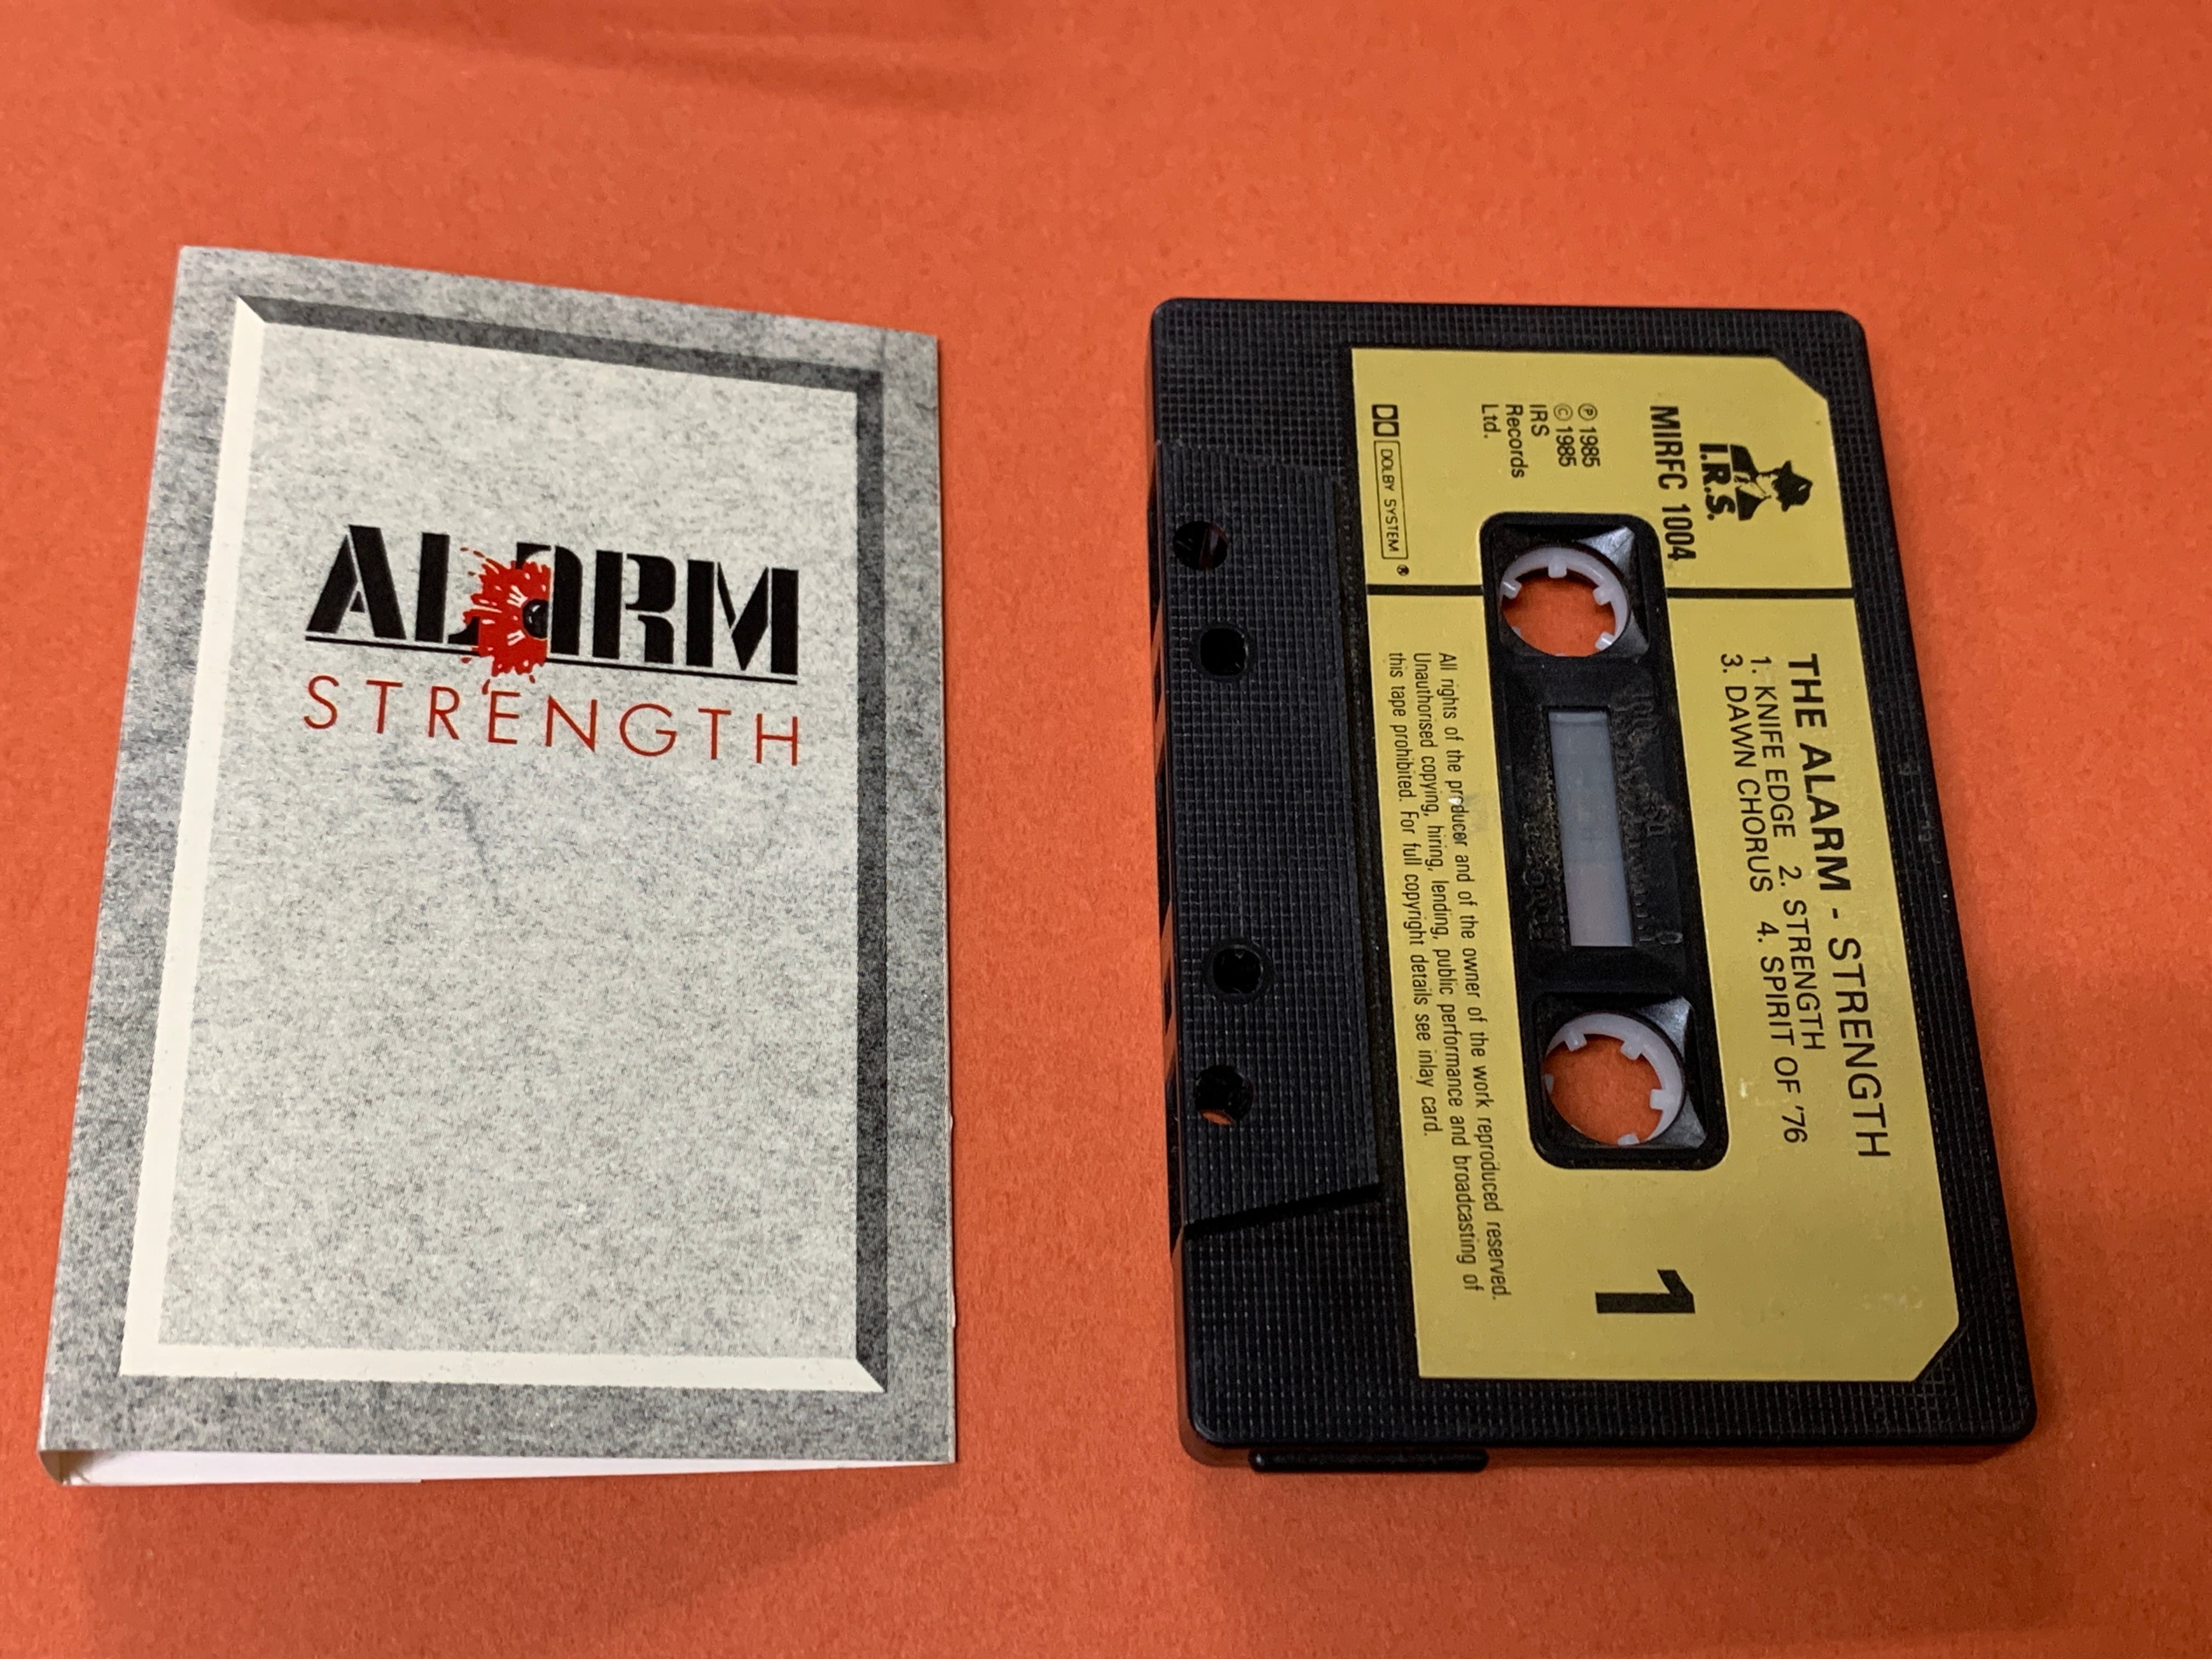 ALARM
STRENGTH
I.R.S.
MIRFC 1004
℗ 1985
© 1985
IRS
Records
Ltd.
DOLBY SYSTEM ®
THE ALARM - STRENGTH
1. KNIFE EDGE 2. STRENGTH
3. DAWN CHORUS 4. SPIRIT OF '76
1
All rights of the producer and of the owner of the work reproduced reserved.
Unauthorised copying, hiring, lending, public performance and broadcasting of
this tape prohibited. For full copyright details see inlay card.